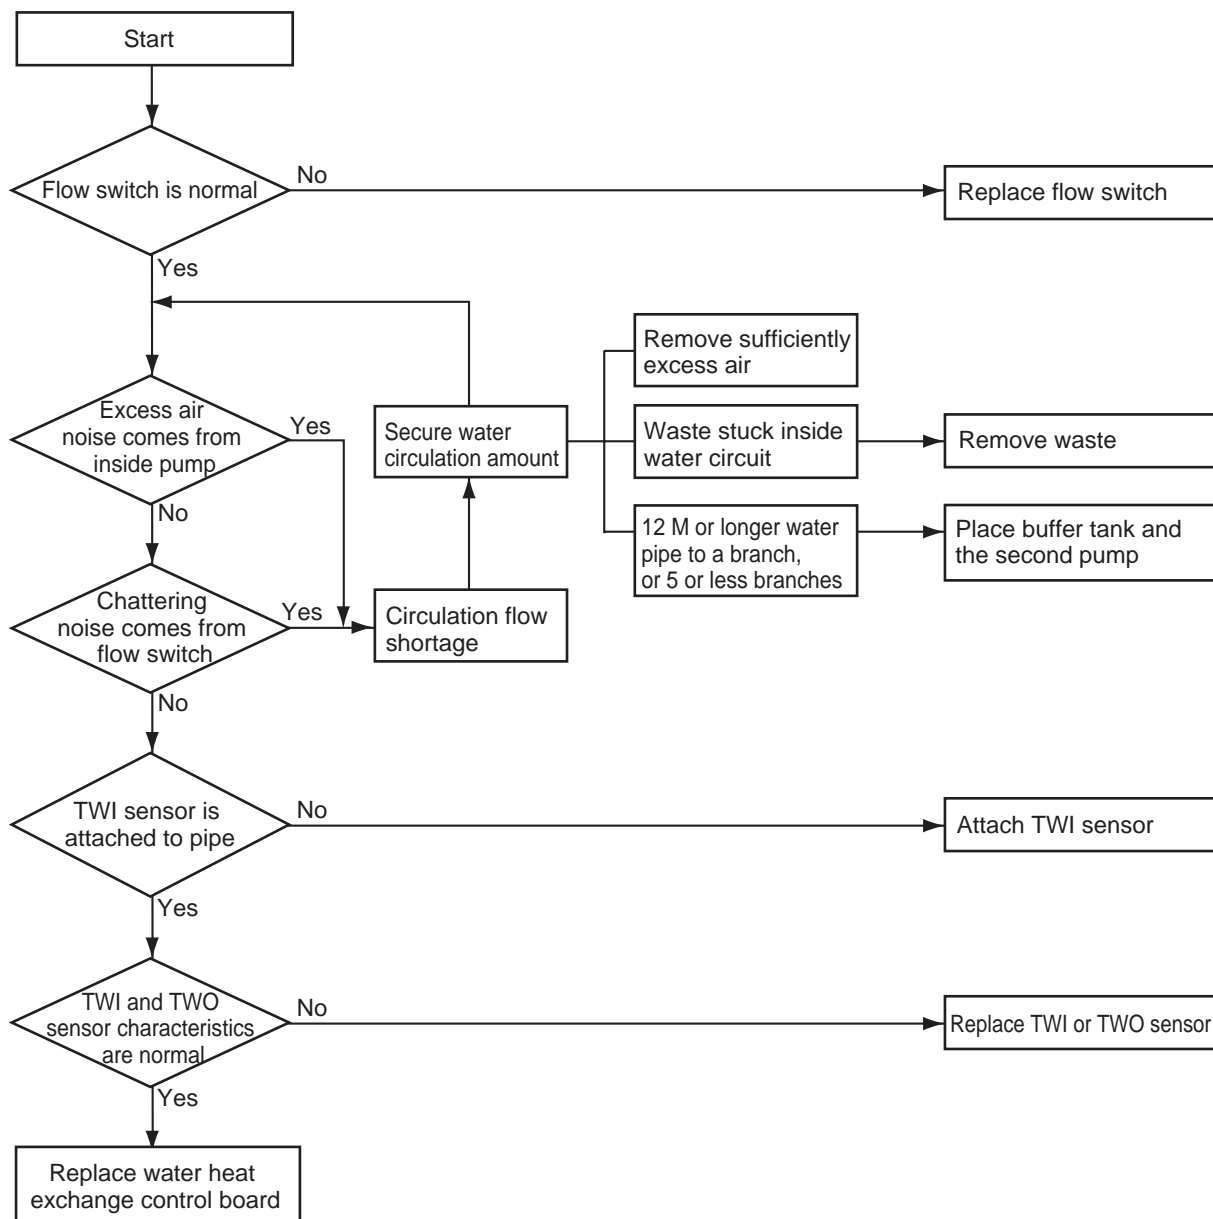 Start
Flow switch is normal
No
Replace flow switch
Yes
Remove sufficiently
excess air
Excess air
noise comes from
inside pump
Yes
Secure water
circulation amount
Waste stuck inside
water circuit
Remove waste
No
12 M or longer water
pipe to a branch,
or 5 or less branches
Place buffer tank and
the second pump
Chattering
noise comes from
flow switch
Yes
Circulation flow
shortage
No
TWI sensor is
attached to pipe
No
Attach TWI sensor
Yes
TWI and TWO
sensor characteristics
are normal
No
Replace TWI or TWO sensor
Yes
Replace water heat
exchange control board